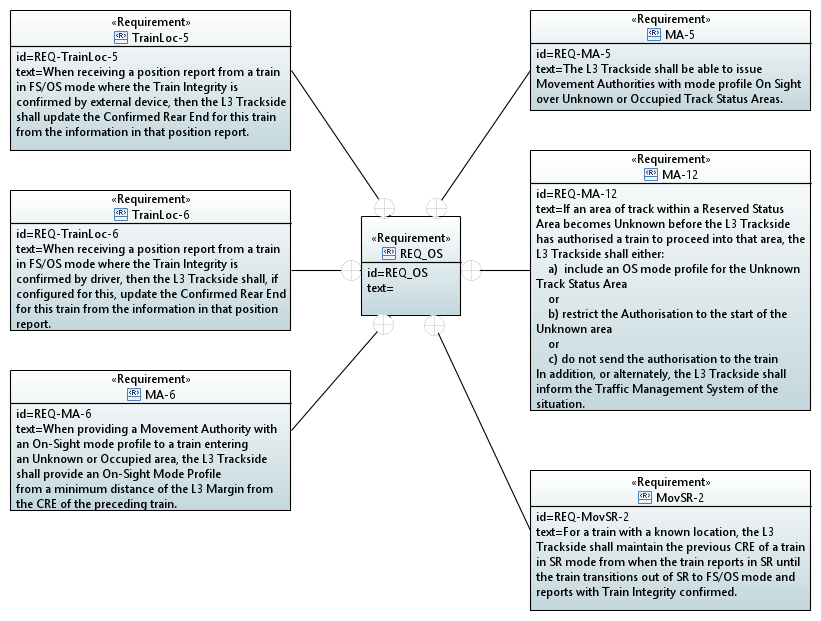 «Requirement»
TrainLoc-5
id=REQ-TrainLoc-5
text=When receiving a position report from a train
in FS/OS mode where the Train Integrity is
confirmed by external device, then the L3 Trackside
shall update the Confirmed Rear End for this train
from the information in that position report.
«Requirement»
MA-5
id=REQ-MA-5
text=The L3 Trackside shall be able to issue
Movement Authorities with mode profile On Sight
over Unknown or Occupied Track Status Areas.
«Requirement»
TrainLoc-6
id=REQ-TrainLoc-6
text=When receiving a position report from a train
in FS/OS mode where the Train Integrity is
confirmed by driver, then the L3 Trackside shall, if
configured for this, update the Confirmed Rear End
for this train from the information in that position
report.
«Requirement»
REQ_OS
id=REQ_OS
text=
«Requirement»
MA-12
id=REQ-MA-12
text=If an area of track within a Reserved Status
Area becomes Unknown before the L3 Trackside
has authorised a train to proceed into that area, the
L3 Trackside shall either:
a) include an OS mode profile for the Unknown
Track Status Area
or
b) restrict the Authorisation to the start of the
Unknown area
or
c) do not send the authorisation to the train
In addition, or alternately, the L3 Trackside shall
inform the Traffic Management System of the
situation.
«Requirement»
MA-6
id=REQ-MA-6
text=When providing a Movement Authority with
an On-Sight mode profile to a train entering
an Unknown or Occupied area, the L3 Trackside
shall provide an On-Sight Mode Profile
from a minimum distance of the L3 Margin from
the CRE of the preceding train.
«Requirement»
MovSR-2
id=REQ-MovSR-2
text=For a train with a known location, the L3
Trackside shall maintain the previous CRE of a train
in SR mode from when the train reports in SR until
the train transitions out of SR to FS/OS mode and
reports with Train Integrity confirmed.